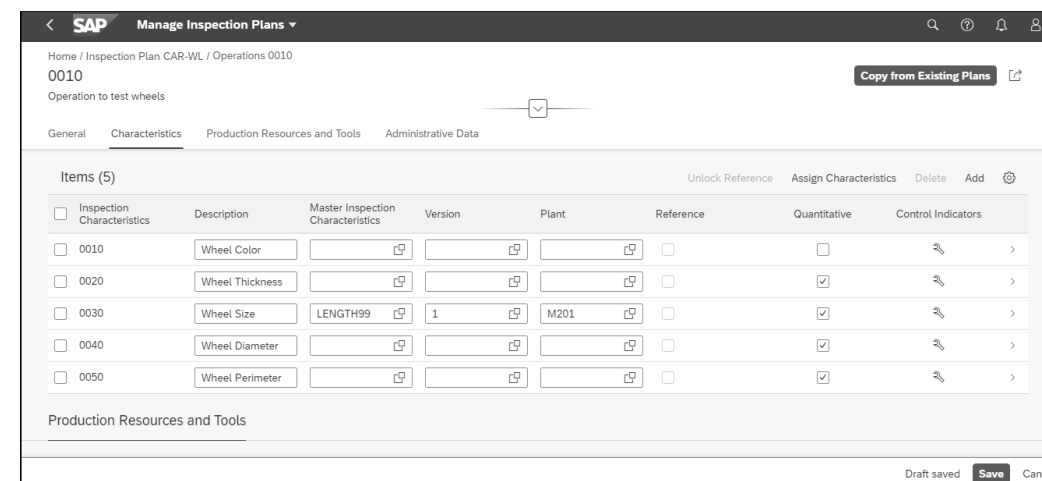 SAP Manage Inspection Plans
Home / Inspection Plan CAR-WL / Operations 0010
0010
Copy from Existing Plans
Operation to test wheels
General Characteristics Production Resources and Tools Administrative Data
Items (5) Unlock Reference Assign Characteristics Delete Add
Inspection Characteristics Description Master Inspection Characteristics Version Plant Reference Quantitative Control Indicators
0010 Wheel Color
0020 Wheel Thickness
0030 Wheel Size LENGTH99 1 M201
0040 Wheel Diameter
0050 Wheel Perimeter
Production Resources and Tools
Draft saved Save Can